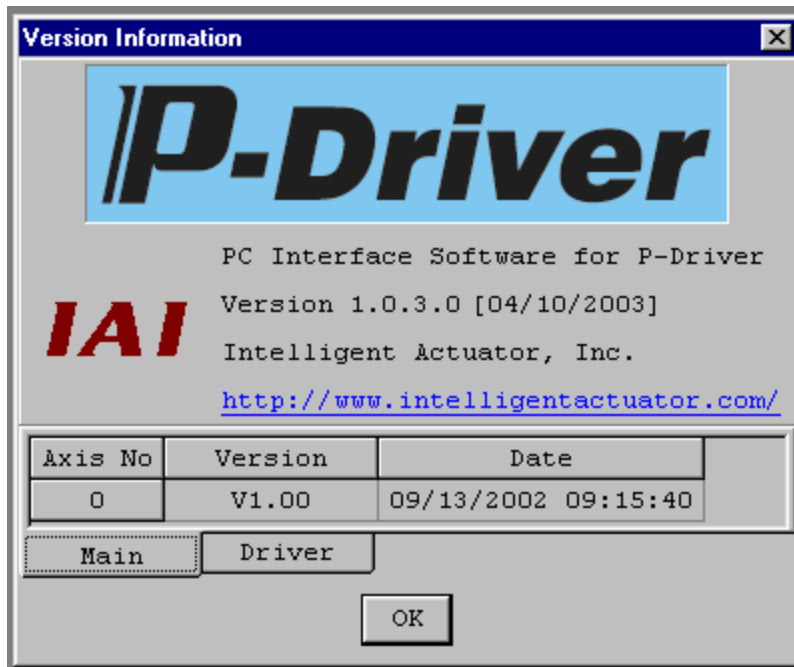 Version Information
P-Driver
PC Interface Software for P-Driver
Version 1.0.3.0 [04/10/2003]
IAI
Intelligent Actuator, Inc.
http://www.intelligentactuator.com/
Axis No Version Date
0 V1.00 09/13/2002 09:15:40
Main Driver
OK